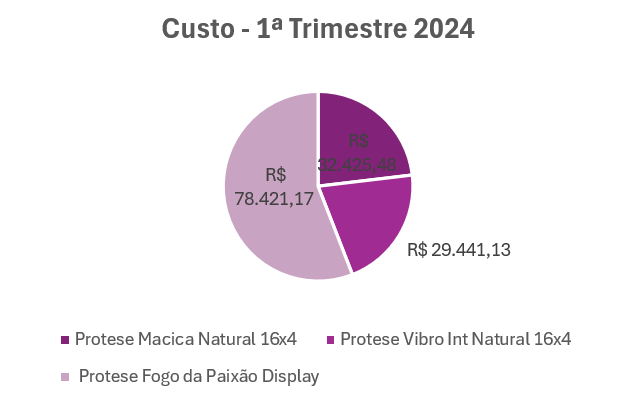 Custo - 1ª Trimestre 2024
R$
32.425,48
R$
78.421,17
R$ 29.441,13
Protese Macica Natural 16x4
Protese Vibro Int Natural 16x4
Protese Fogo da Paixão Display